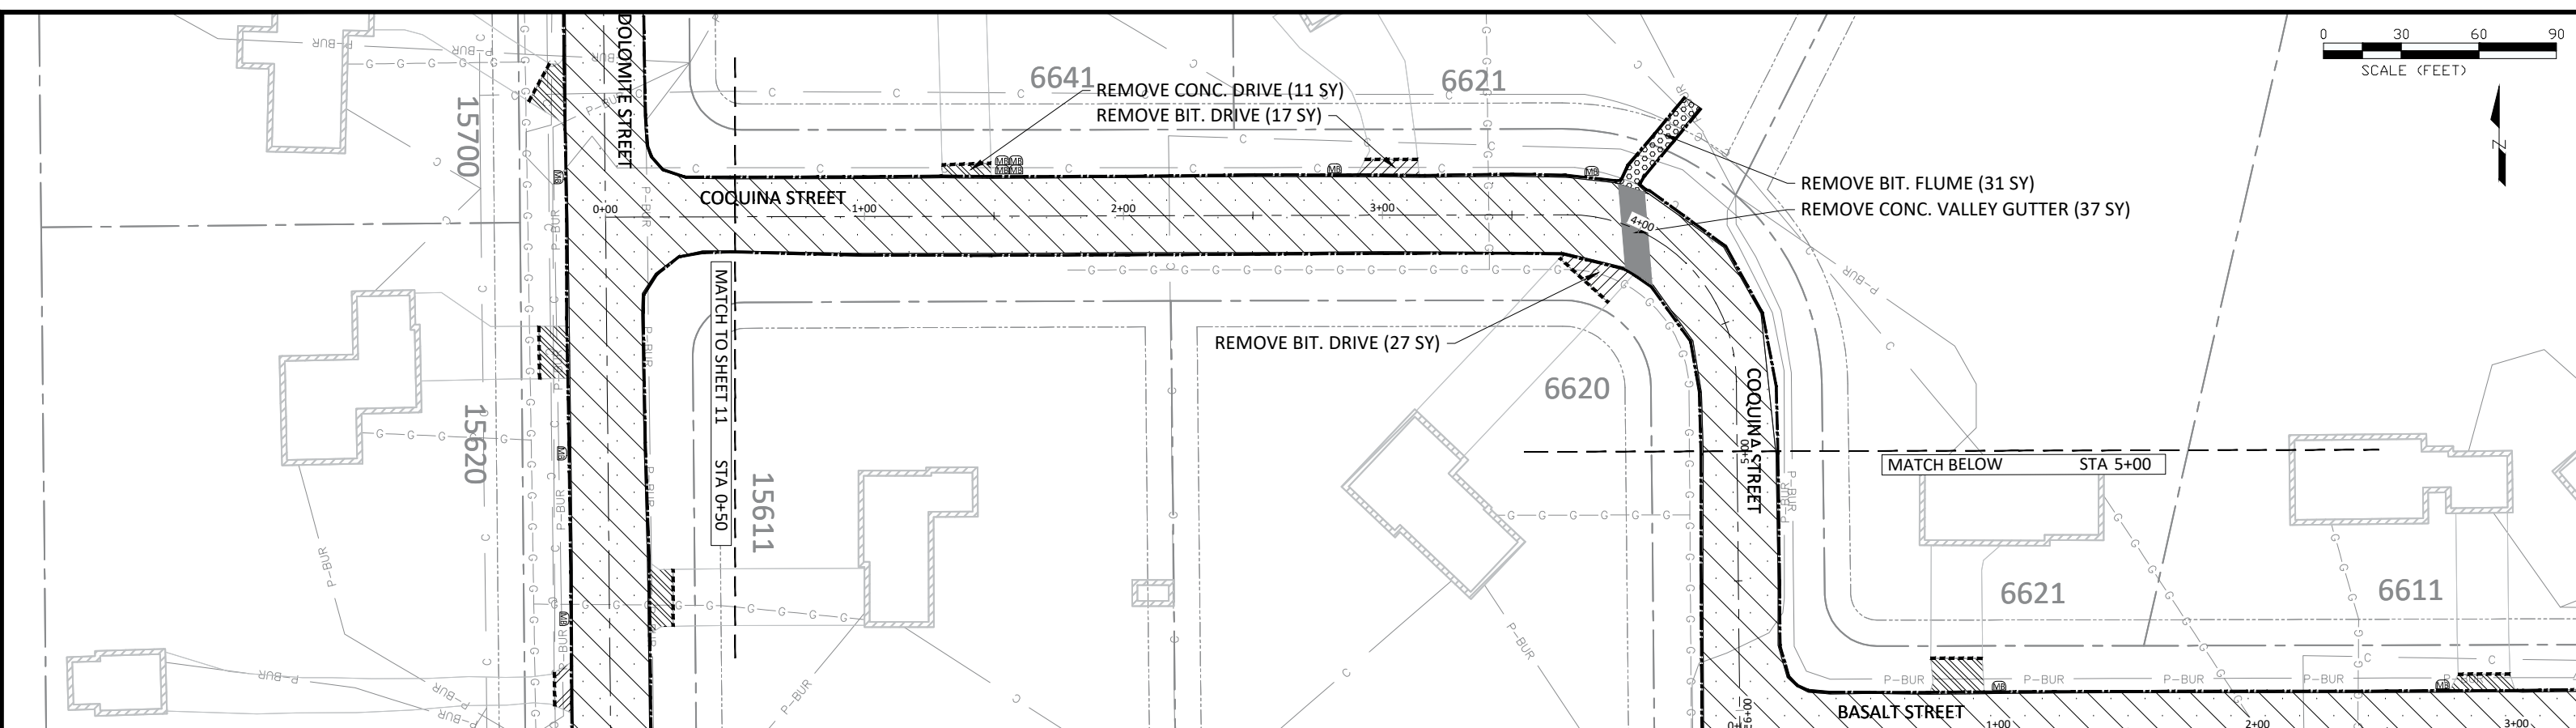 0 30 60 90
SCALE (FEET)
N
DOLOMITE STREET
15700
6641
6621
REMOVE CONC. DRIVE (11 SY)
REMOVE BIT. DRIVE (17 SY)
REMOVE BIT. FLUME (31 SY)
REMOVE CONC. VALLEY GUTTER (37 SY)
COQUINA STREET
0+00 1+00 2+00 3+00 4+00
MATCH TO SHEET 11 STA 0+50
REMOVE BIT. DRIVE (27 SY)
15620
15611
6620
COQUINA STREET
5+00
MATCH BELOW STA 5+00
6621
6611
P-BUR
G
C
MB
BASALT STREET
1+00 2+00 3+00